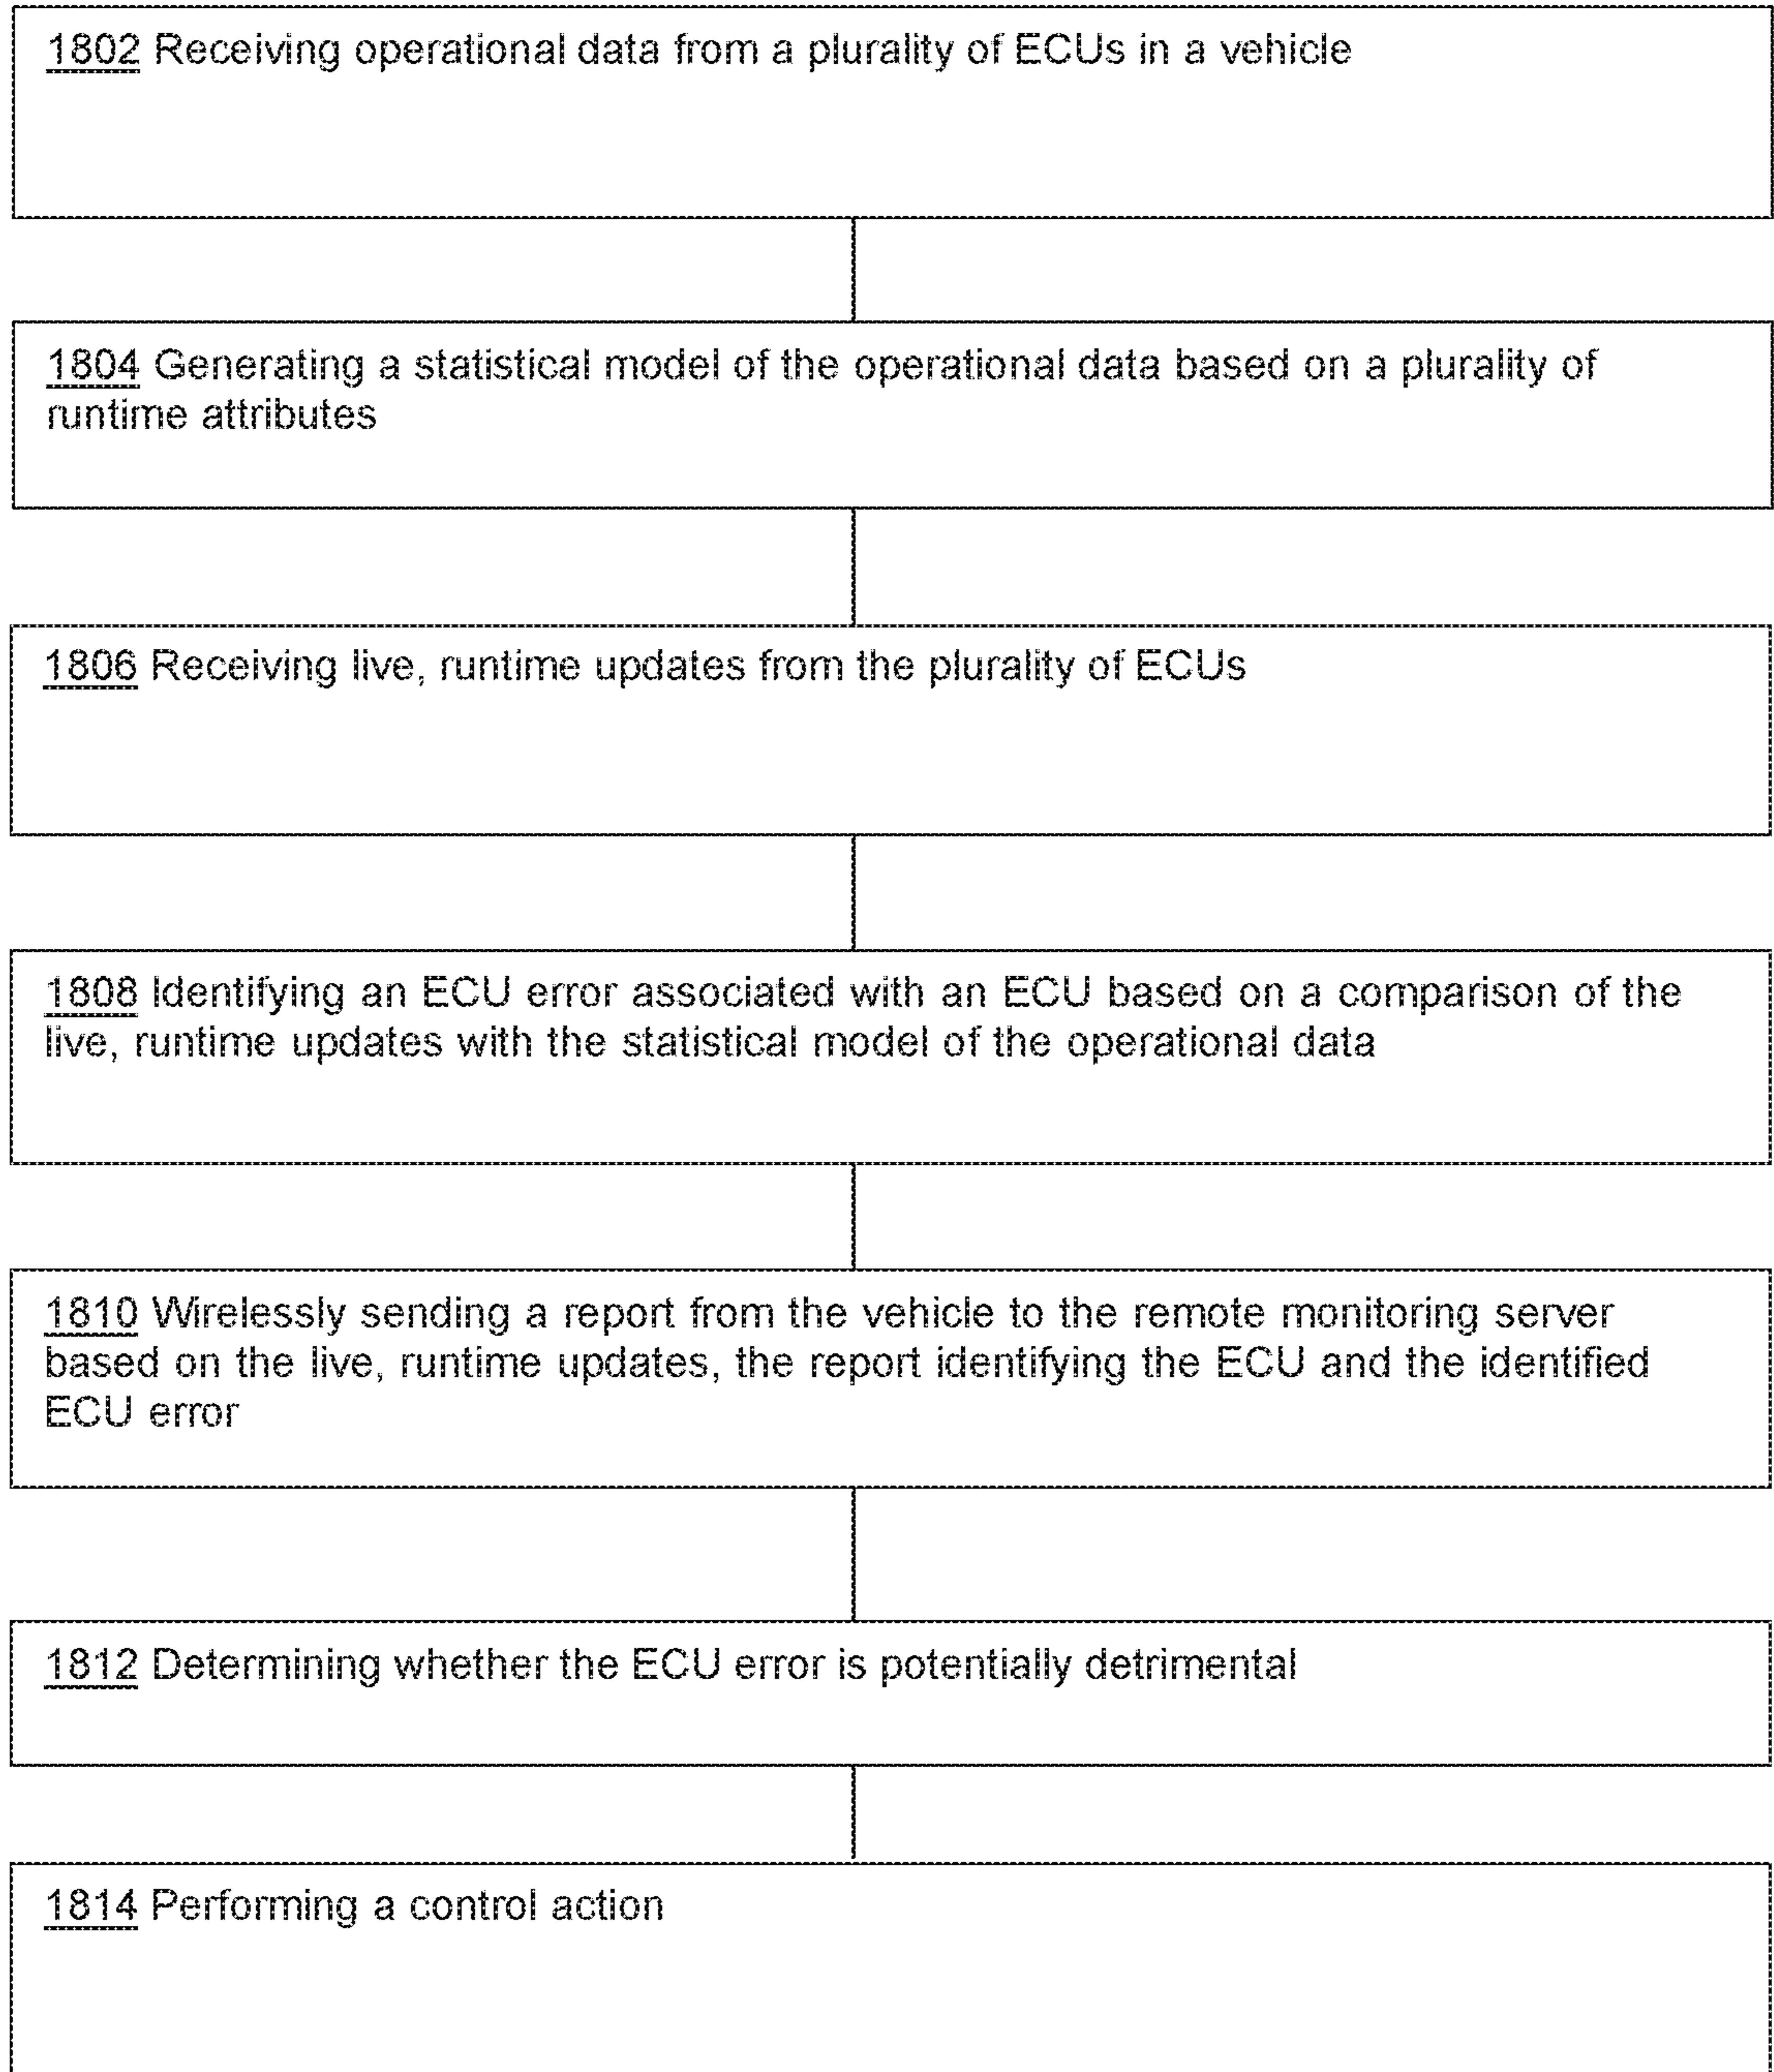 1802 Receiving operational data from a plurality of ECUs in a vehicle
1804 Generating a statistical model of the operational data based on a plurality of
runtime attributes
1806 Receiving live, runtime updates from the plurality of ECUs
1808 Identifying an ECU error associated with an ECU based on a comparison of the
live, runtime updates with the statistical model of the operational data
1810 Wirelessly sending a report from the vehicle to the remote monitoring server
based on the live, runtime updates, the report identifying the ECU and the identified
ECU error
1812 Determining whether the ECU error is potentially detrimental
1814 Performing a control action